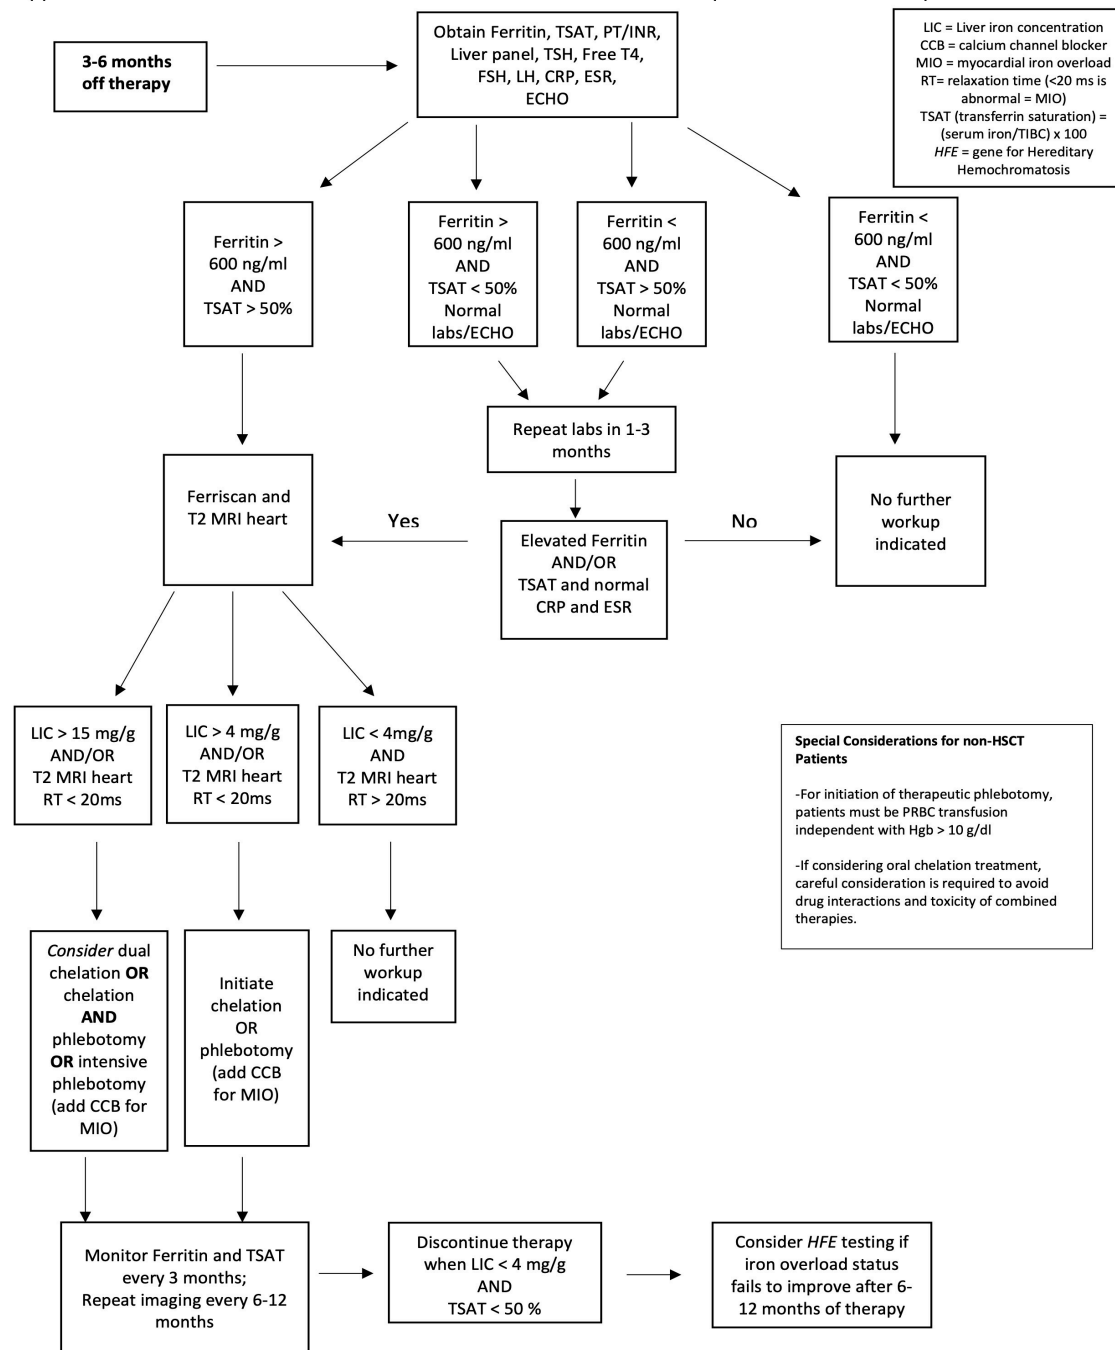 3-6 months
off therapy
Obtain Ferritin, TSAT, PT/INR,
Liver panel, TSH, Free T4,
FSH, LH, CRP, ESR,
ECHO
LIC = Liver iron concentration
CCB = calcium channel blocker
MIO = myocardial iron overload
RT= relaxation time (<20 ms is
abnormal = MIO)
TSAT (transferrin saturation) =
(serum iron/TIBC) x 100
HFE = gene for Hereditary
Hemochromatosis
Ferritin >
600 ng/ml
AND
TSAT > 50%
Ferritin >
600 ng/ml
AND
TSAT < 50%
Normal
labs/ECHO
Ferritin <
600 ng/ml
AND
TSAT > 50%
Normal
labs/ECHO
Ferritin <
600 ng/ml
AND
TSAT < 50%
Normal
labs/ECHO
Repeat labs in 1-3
months
Ferriscan and
T2 MRI heart
Yes
Elevated Ferritin
AND/OR
TSAT and normal
CRP and ESR
No
No further
workup
indicated
LIC > 15 mg/g
AND/OR
T2 MRI heart
RT < 20ms
LIC > 4 mg/g
AND/OR
T2 MRI heart
RT < 20ms
LIC < 4mg/g
AND
T2 MRI heart
RT > 20ms
Special Considerations for non-HSCT
Patients
-For initiation of therapeutic phlebotomy,
patients must be PRBC transfusion
independent with Hgb > 10 g/dl
-If considering oral chelation treatment,
careful consideration is required to avoid
drug interactions and toxicity of combined
therapies.
Consider dual
chelation OR
chelation
AND
phlebotomy
OR intensive
phlebotomy
(add CCB for
MIO)
Initiate
chelation
OR
phlebotomy
(add CCB
for MIO)
No further
workup
indicated
Monitor Ferritin and TSAT
every 3 months;
Repeat imaging every 6-12
months
Discontinue therapy
when LIC < 4 mg/g
AND
TSAT < 50 %
Consider HFE testing if
iron overload status
fails to improve after 6-
12 months of therapy